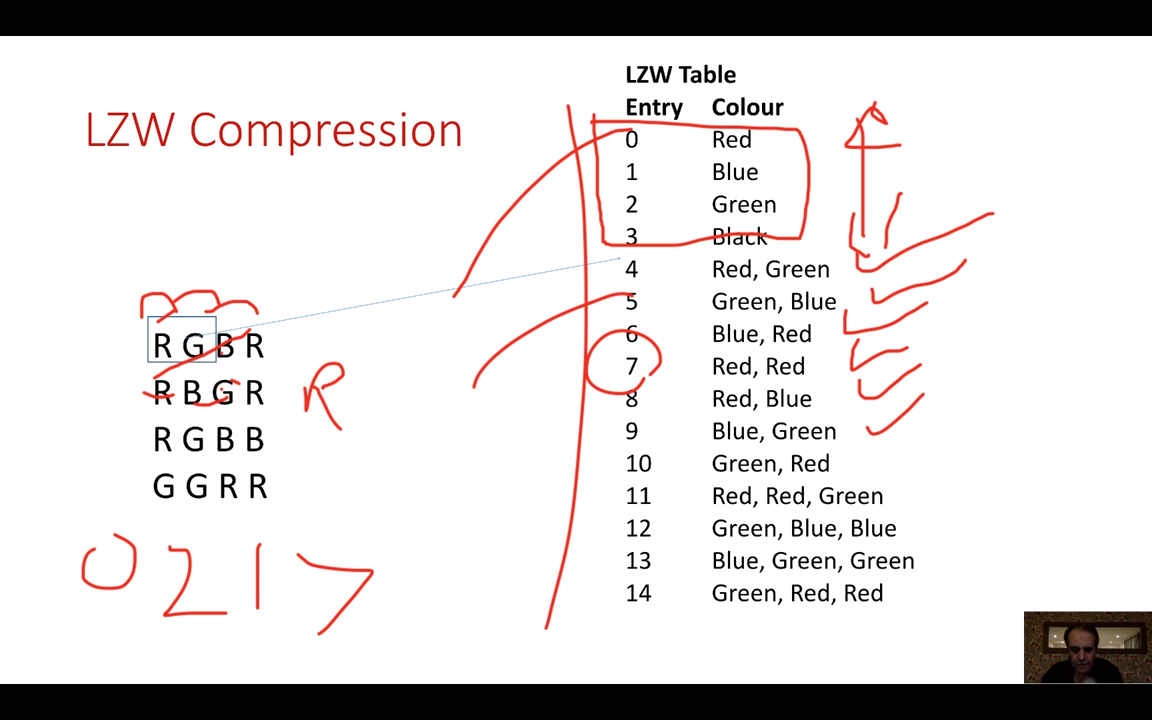 LZW Compression
R G B R
R B G R
R G B B
G G R R
R
0 2 1 7
LZW Table
Entry Colour
0 Red
1 Blue
2 Green
3 Black
4 Red, Green
5 Green, Blue
6 Blue, Red
7 Red, Red
8 Red, Blue
9 Blue, Green
10 Green, Red
11 Red, Red, Green
12 Green, Blue, Blue
13 Blue, Green, Green
14 Green, Red, Red